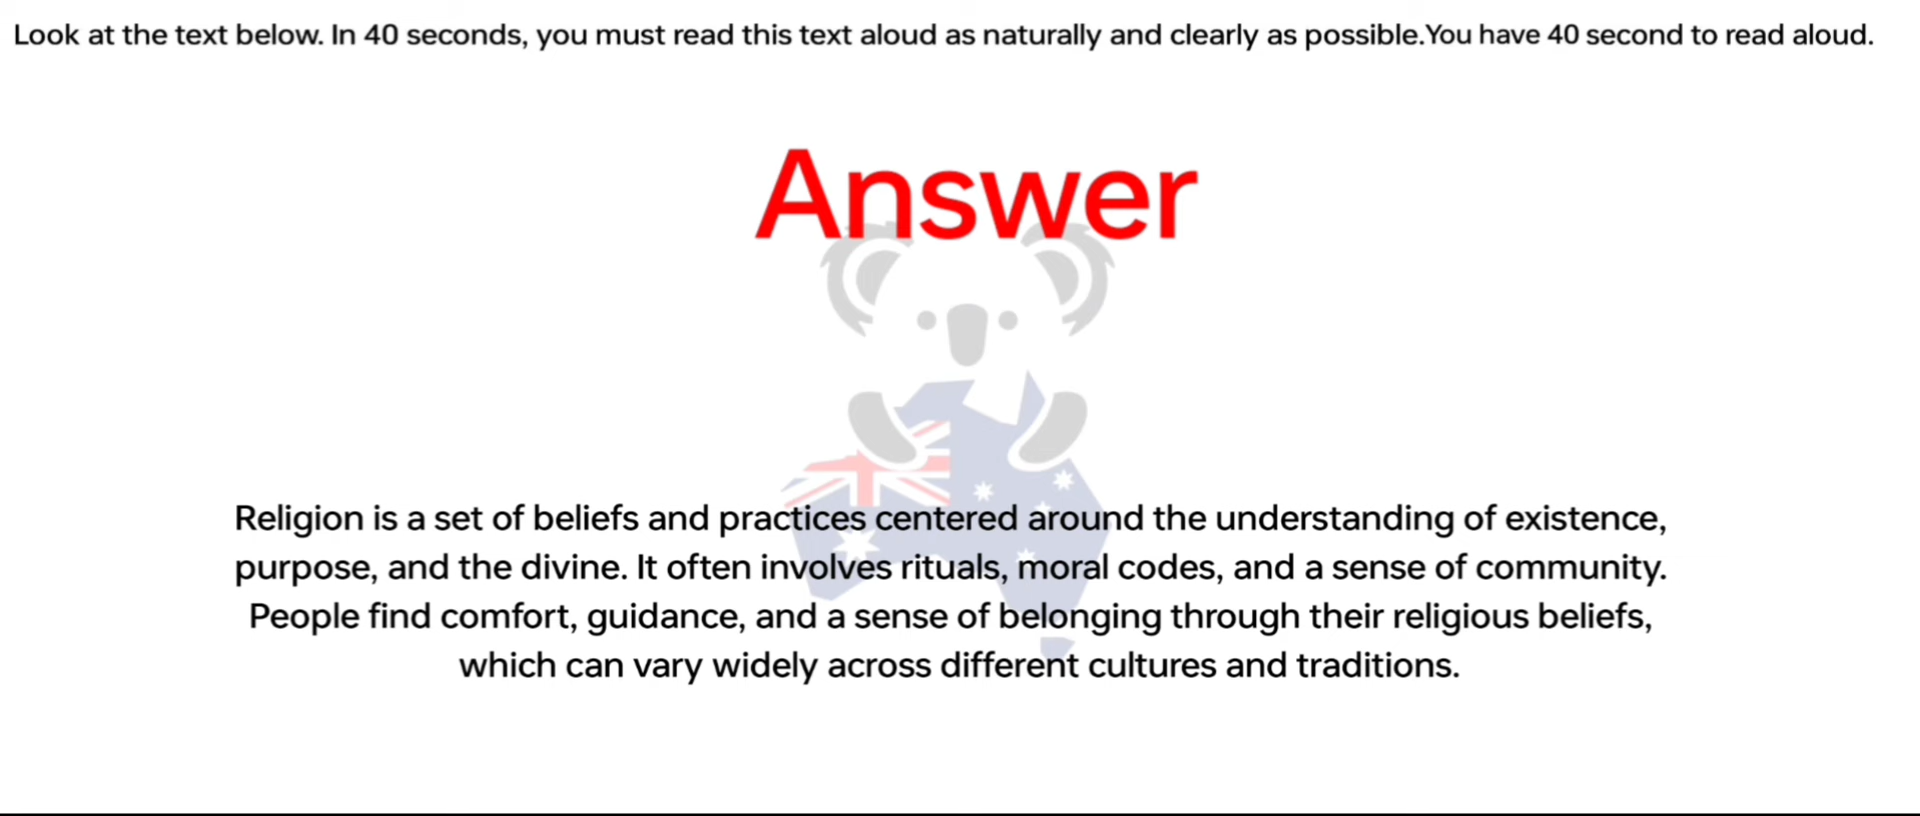 Look at the text below. In 40 seconds, you must read this text aloud as naturally and clearly as possible.You have 40 second to read aloud.
Answer
Religion is a set of beliefs and practices centered around the understanding of existence,
purpose, and the divine. It often involves rituals, moral codes, and a sense of community.
People find comfort, guidance, and a sense of belonging through their religious beliefs,
which can vary widely across different cultures and traditions.